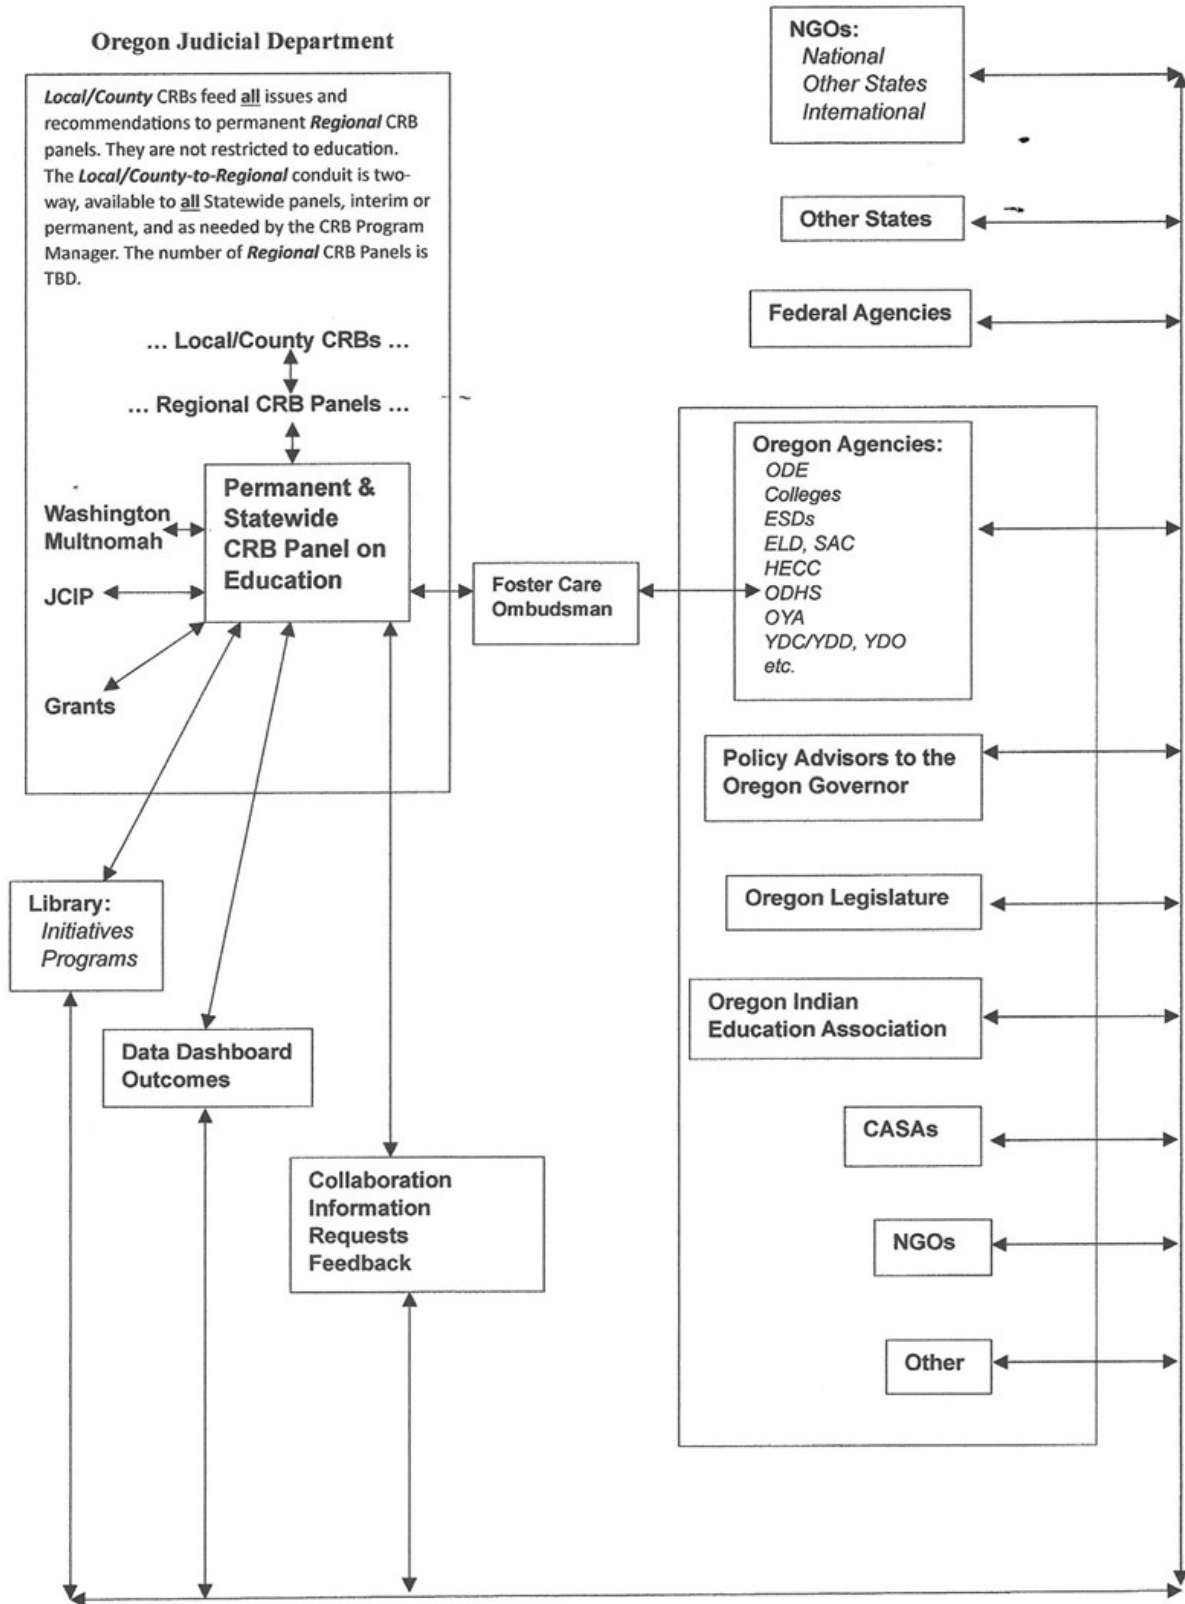 Oregon Judicial Department
Local/County CRBs feed all issues and
recommendations to permanent Regional CRB
panels. They are not restricted to education.
The Local/County-to-Regional conduit is two-
way, available to all Statewide panels, interim or
permanent, and as needed by the CRB Program
Manager. The number of Regional CRB Panels is
TBD.
... Local/County CRBs ...
... Regional CRB Panels ...
Permanent &
Statewide
CRB Panel on
Education
Washington
Multnomah
JCIP
Grants
Foster Care
Ombudsman
Library:
Initiatives
Programs
Data Dashboard
Outcomes
Collaboration
Information
Requests
Feedback
NGOs:
National
Other States
International
Other States
Federal Agencies
Oregon Agencies:
ODE
Colleges
ESDs
ELD, SAC
HECC
ODHS
OYA
YDC/YDD, YDO
etc.
Policy Advisors to the
Oregon Governor
Oregon Legislature
Oregon Indian
Education Association
CASAs
NGOs
Other